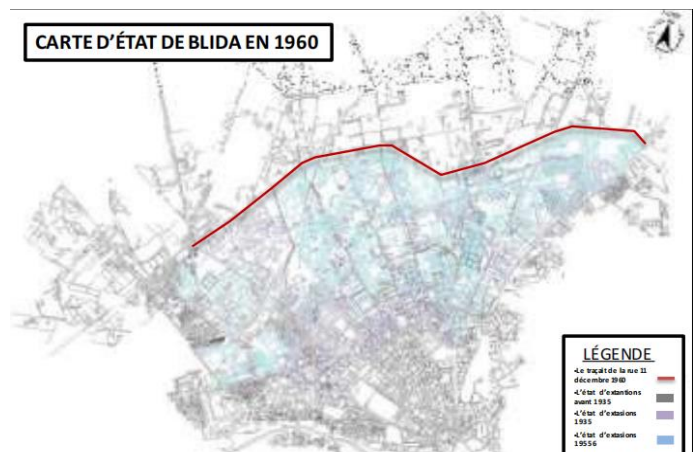 CARTE D'ÉTAT DE BLIDA EN 1960
LÉGENDE
•Le traçait de la rue 11
décembre 1960
•L'état d'extantions
avant 1935
•L'état d'extasions
1935
•L'état d'extasions
19556